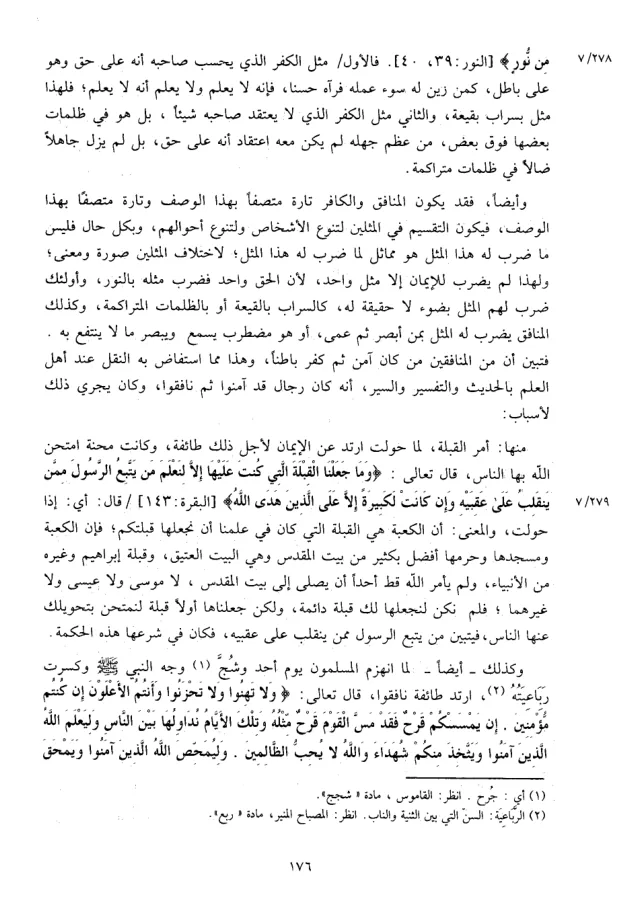 ٧/٢٧٨
مِن نُّورٍ﴾ [النور:٣٩، ٤٠]. فالأول/ مثل الكفر الذي يحسب صاحبه أنه على حق وهو
على باطل، كمن زين له سوء عمله فرآه حسنا، فإنه لا يعلم ولا يعلم أنه لا يعلم؛ فلهذا
مثل بسراب بقيعة، والثاني مثل الكفر الذي لا يعتقد صاحبه شيئاً ، بل هو في ظلمات
بعضها فوق بعض، من عظم جهله لم يكن معه اعتقاد أنه على حق، بل لم يزل جاهلاً
ضالاً في ظلمات متراكمة.
وأيضاً، فقد يكون المنافق والكافر تارة متصفاً بهذا الوصف وتارة متصفًا بهذا
الوصف، فيكون التقسيم في المثلين لتنوع الأشخاص ولتنوع أحوالهم، وبكل حال فليس
ما ضرب له هذا المثل هو مماثل لما ضرب له هذا المثل؛ لاختلاف المثلين صورة ومعنى؛
ولهذا لم يضرب للإيمان إلا مثل واحد، لأن الحق واحد فضرب مثله بالنور، وأولئك
ضرب لهم المثل بضوء لا حقيقة له، كالسراب بالقيعة أو بالظلمات المتراكمة، وكذلك
المنافق يضرب له المثل بمن أبصر ثم عمى، أو هو مضطرب يسمع ويبصر ما لا ينتفع به .
فتبين أن من المنافقين من كان آمن ثم كفر باطناً، وهذا مما استفاض به النقل عند أهل
العلم بالحديث والتفسير والسير، أنه كان رجال قد آمنوا ثم نافقوا، وكان يجري ذلك
لأسباب:
منها: أمر القبلة، لما حولت ارتد عن الإيمان لأجل ذلك طائفة، وكانت محنة امتحن
اللّه بها الناس، قال تعالى : ﴿وَمَا جَعَلْنَا الْقِبْلَةَ الَّتِي كُنتَ عَلَيْهَا إِلاَّ لِنَعْلَمَ مَن يَتَّبِعُ الرَّسُولَ مِمَّن
يَنقَلِبُ عَلَىٰ عَقِبَيْهِ وَإِن كَانَتْ لَكَبِيرَةً إِلاَّ عَلَى الَّذِينَ هَدَى اللَّهُ﴾ [البقرة:١٤٣] / قال: أي: إذا
٧/٢٧٩
حولت، والمعنى: أن الكعبة هي القبلة التي كان في علمنا أن نجعلها قبلتكم؛ فإن الكعبة
ومسجدها وحرمها أفضل بكثير من بيت المقدس وهي البيت العتيق، وقبلة إبراهيم وغيره
من الأنبياء، ولم يأمر اللّه قط أحداً أن يصلى إلى بيت المقدس ، لا موسى ولا عيسى ولا
غيرهما ؛ فلم نكن لنجعلها لك قبلة دائمة، ولكن جعلناها أولاً قبلة لنمتحن بتحويلك
عنها الناس،فيتبين من يتبع الرسول ممن ينقلب على عقبيه، فكان في شرعها هذه الحكمة.
وكذلك ـ أيضاً ـ لما انهزم المسلمون يوم أحد وشُجَّ (١) وجه النبي ﷺ وكسرت
رَبَاعيَتُهُ (٢)، ارتد طائفة نافقوا، قال تعالى: ﴿ وَلا تَهِنُوا وَلا تَحْزَنُوا وَأَنتُمُ الأَعْلَوْنَ إِن كُنتُم
مُّؤْمِنِينَ . إِن يَمْسَسْكُمْ قَرْحٌ فَقَدْ مَسَّ الْقَوْمَ قَرْحٌ مِّثْلُهُ وَتِلْكَ الأَيَّامُ نُدَاوِلُهَا بَيْنَ النَّاسِ وَلِيَعْلَمَ اللَّهُ
الَّذِينَ آمَنُوا وَيَتَّخِذَ مِنكُمْ شُهَدَاءَ وَاللَّهُ لا يُحِبُّ الظَّالِمِينَ . وَلِيُمَحِّصَ اللَّهُ الَّذِينَ آمَنُوا وَيَمْحَقَ
(١) أي : جُرح . انظر: القاموس ، مادة « شجج».
(٢) الرَّبَاعية: السنّ التي بين الثنية والناب. انظر: المصباح المنير، مادة « ربع».
١٧٦